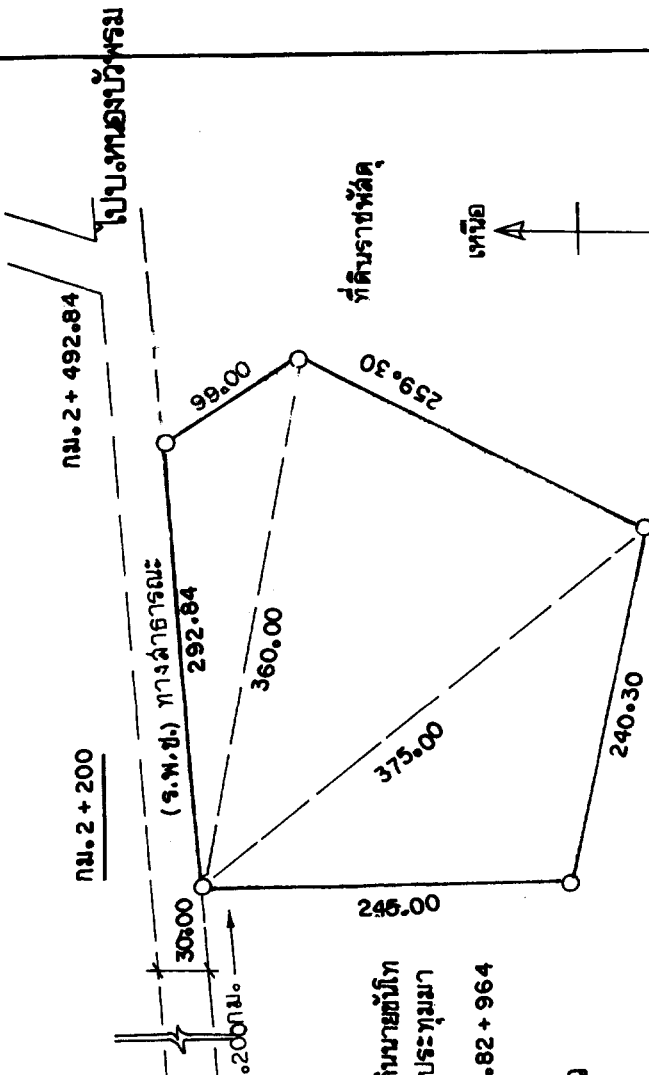 ไปบ.หนองบัวพรม
กม.2+492.84
ที่ดินราชพัสดุ
เหนือ
99.00
259.30
(ร.พ.ช.) ทางสาธารณะ
292.84
กม.2+200
360.00
375.00
30.00
.200กม.
245.00
240.30
ประทุมมา
.82+964